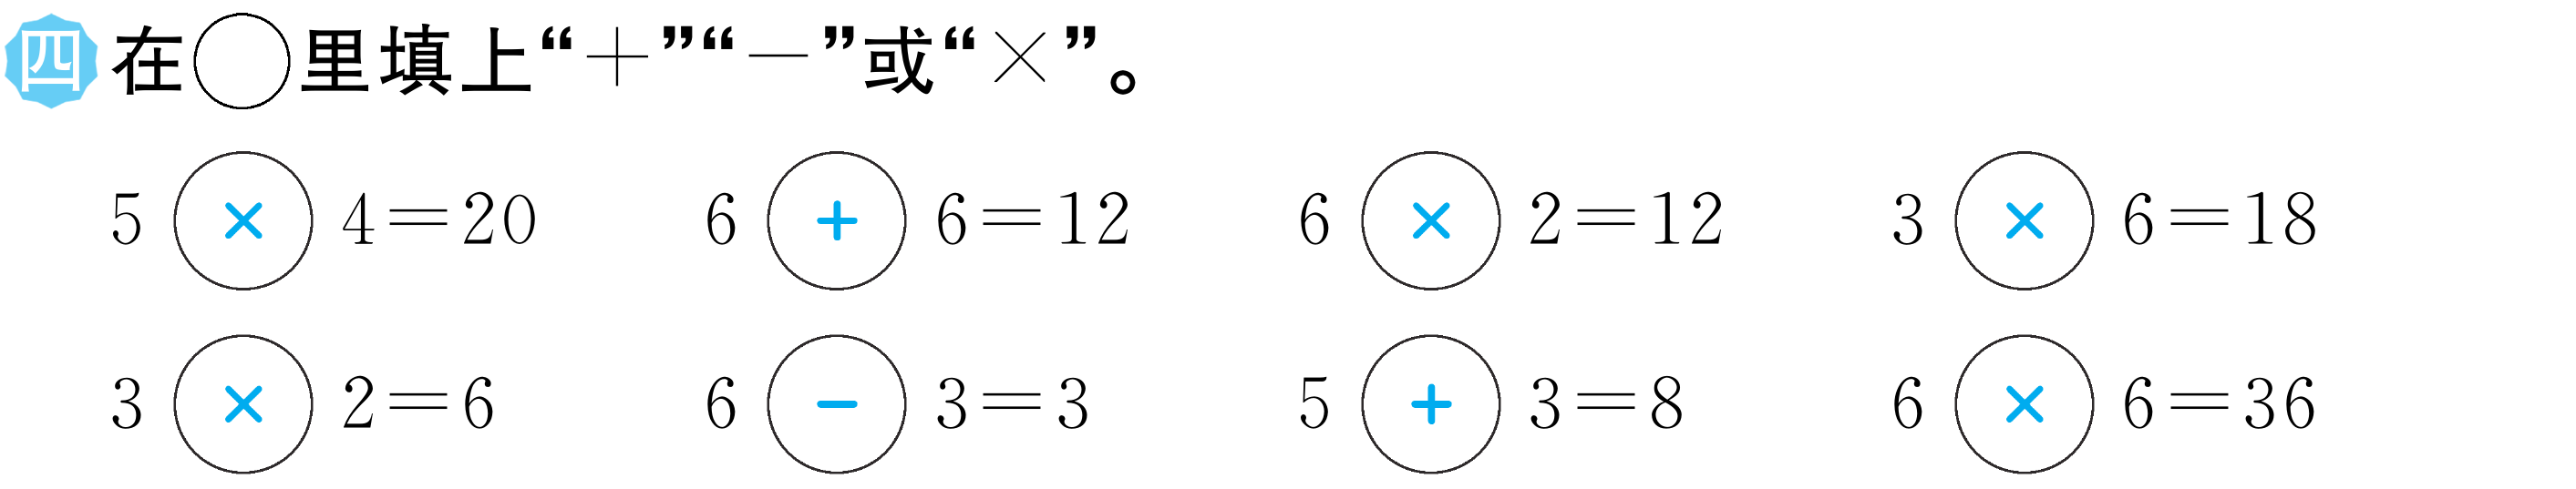 四 在○里填上“＋”“－”或“×”。
5 × 4=20 6 + 6=12 6 × 2=12 3 × 6=18
3 × 2=6 6 − 3=3 5 + 3=8 6 × 6=36